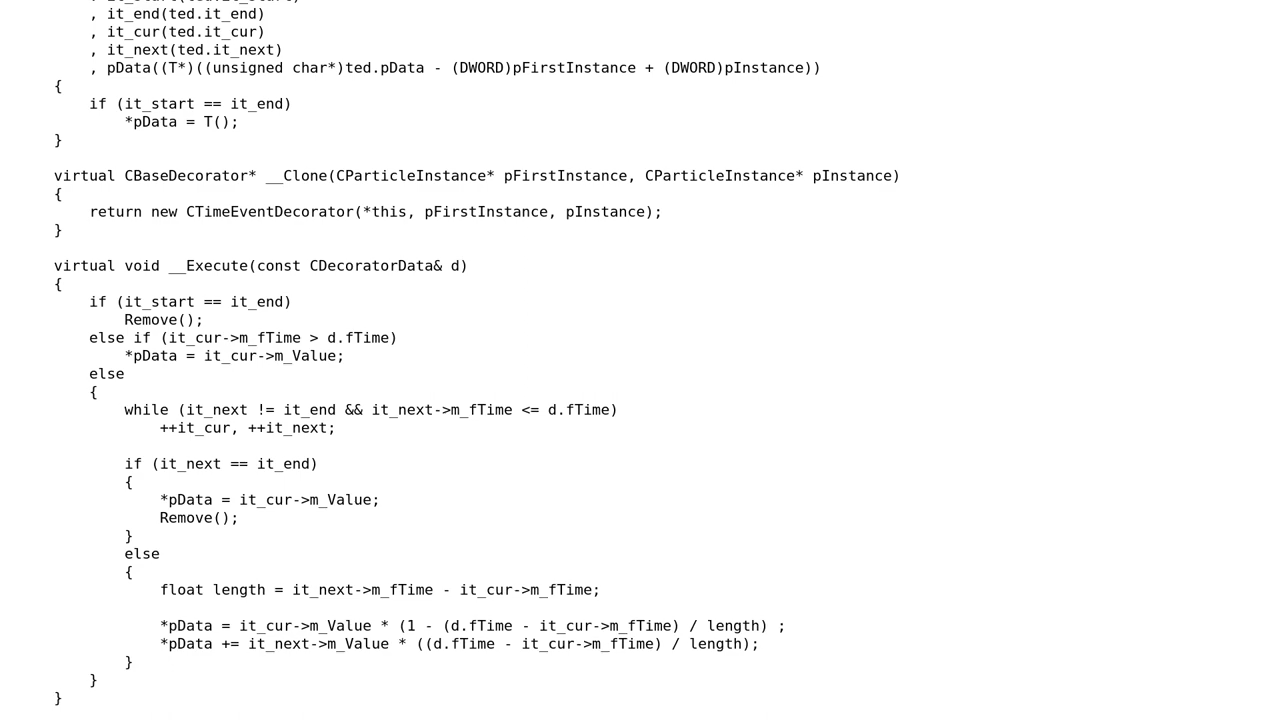 , it_end(ted.it_end)
, it_cur(ted.it_cur)
, it_next(ted.it_next)
, pData((T*)((unsigned char*)ted.pData - (DWORD)pFirstInstance + (DWORD)pInstance))
{
if (it_start == it_end)
*pData = T();
}
virtual CBaseDecorator* __Clone(CParticleInstance* pFirstInstance, CParticleInstance* pInstance)
{
return new CTimeEventDecorator(*this, pFirstInstance, pInstance);
}
virtual void __Execute(const CDecoratorData& d)
{
if (it_start == it_end)
Remove();
else if (it_cur->m_fTime > d.fTime)
*pData = it_cur->m_Value;
else
{
while (it_next != it_end && it_next->m_fTime <= d.fTime)
++it_cur, ++it_next;
if (it_next == it_end)
{
*pData = it_cur->m_Value;
Remove();
}
else
{
float length = it_next->m_fTime - it_cur->m_fTime;
*pData = it_cur->m_Value * (1 - (d.fTime - it_cur->m_fTime) / length) ;
*pData += it_next->m_Value * ((d.fTime - it_cur->m_fTime) / length);
}
}
}